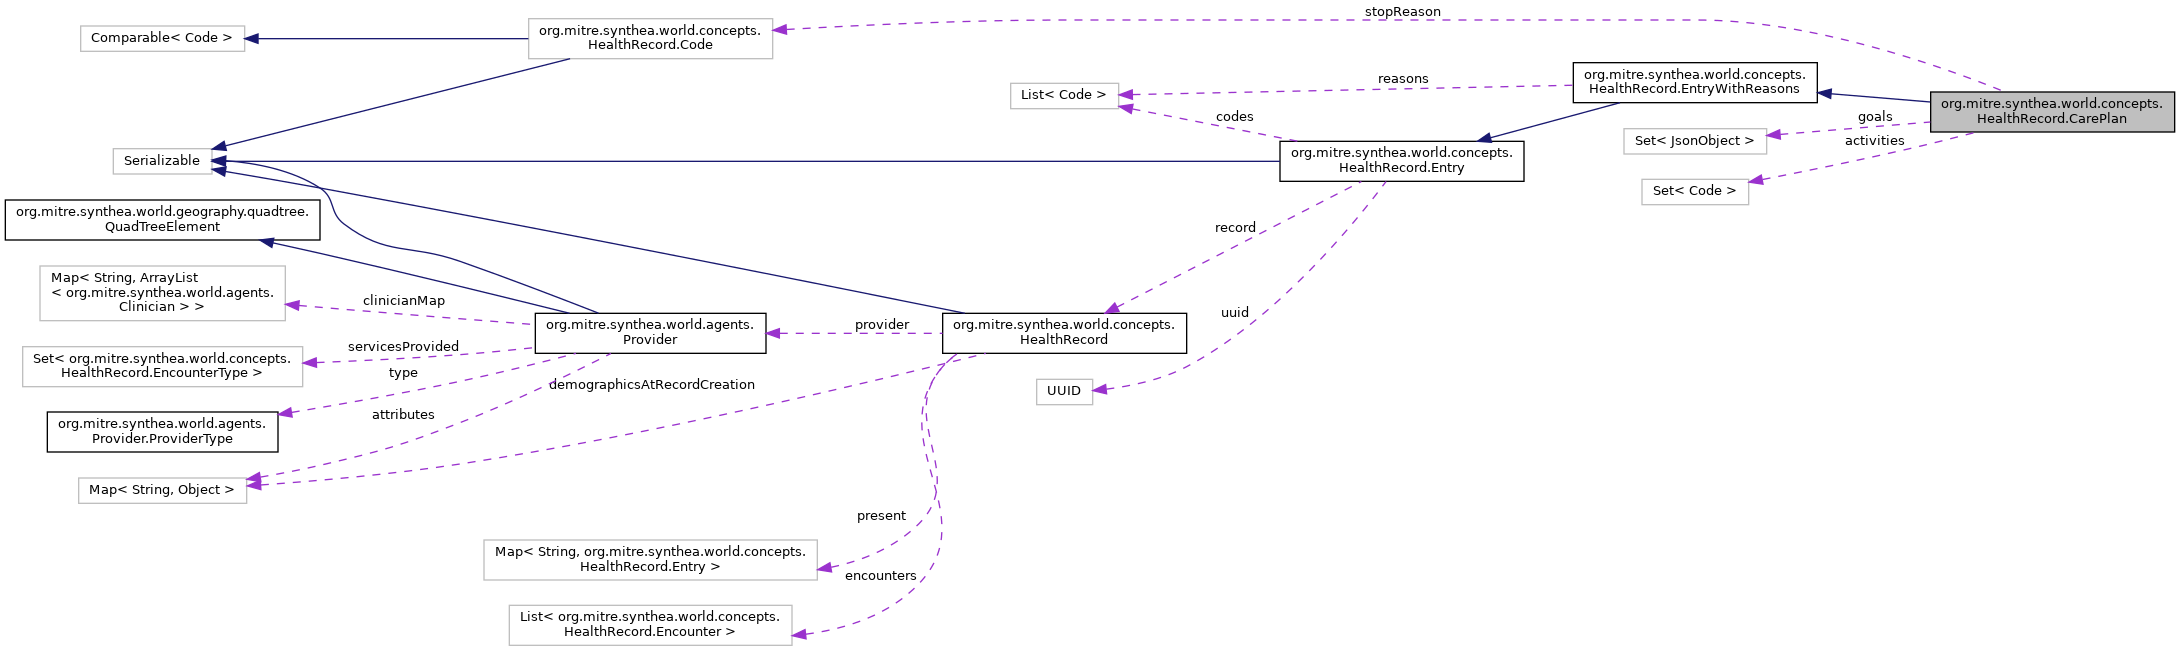 stopReason
Comparable< Code >
org.mitre.synthea.world.concepts.
HealthRecord.Code
reasons
org.mitre.synthea.world.concepts.
HealthRecord.EntryWithReasons
List< Code >
org.mitre.synthea.world.concepts.
HealthRecord.CarePlan
codes
goals
Set< JsonObject >
activities
Serializable
org.mitre.synthea.world.concepts.
HealthRecord.Entry
Set< Code >
org.mitre.synthea.world.geography.quadtree.
QuadTreeElement
record
Map< String, ArrayList
< org.mitre.synthea.world.agents.
Clinician > >
clinicianMap
uuid
org.mitre.synthea.world.agents.
Provider
provider
org.mitre.synthea.world.concepts.
HealthRecord
servicesProvided
Set< org.mitre.synthea.world.concepts.
HealthRecord.EncounterType >
type
demographicsAtRecordCreation
UUID
attributes
org.mitre.synthea.world.agents.
Provider.ProviderType
Map< String, Object >
present
Map< String, org.mitre.synthea.world.concepts.
HealthRecord.Entry >
encounters
List< org.mitre.synthea.world.concepts.
HealthRecord.Encounter >